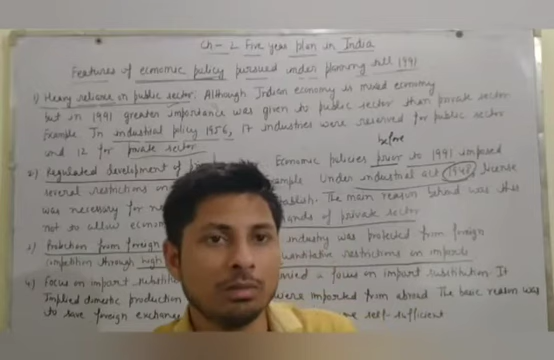 Ch- 2 Five year plan in India
Features of economic policy pursued under planning till 1991
1) Heavy reliance on public sector. Although Indian economy is mixed economy
but in 1991 greater importance was given to public sector than private sector
Example In industrial policy 1956, 17 industries were reserved for public sector
and 12 for private sector
before
2) Regulated development of Economic policies prior to 1991 imposed
several restrictions on Under industrial act 1948 license
was necessary for establish. The main reason behind was this
not to allow hands of private sector
3) Protection from foreign industry was protected from foreign
through high quantitative restrictions on imports
4) Focus on import a focus on import substitution. It
Implied domestic production were imported from abroad The basic reason was
to save foreign exchange self-sufficient